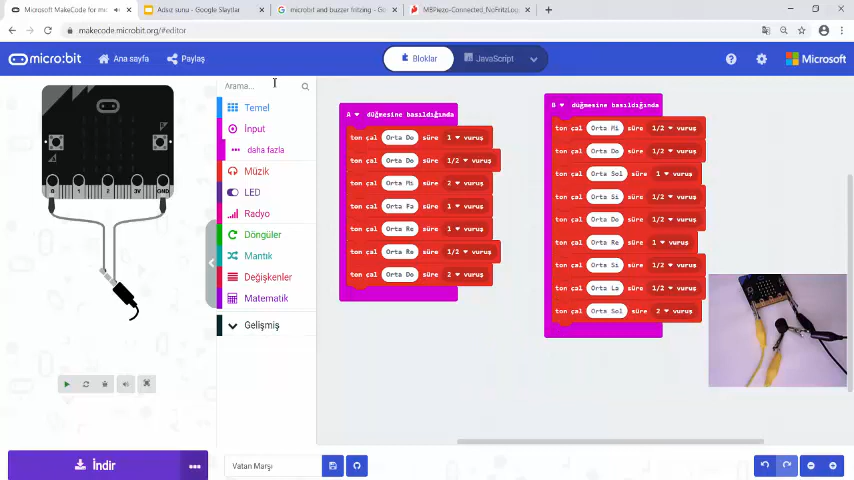 Microsoft MakeCode for mi
Adsız sunu - Google Slaytlar
microbit and buzzer fritzing - Go
MBPiezo-Connected_NoFritzLog
makecode.microbit.org/#editor
micro:bit
Ana sayfa
Paylaş
Bloklar
JavaScript
Microsoft
Arama...
Temel
Input
daha fazla
Müzik
LED
Radyo
Döngüler
Mantık
Değişkenler
Matematik
Gelişmiş
0 1 2 3V GND
A düğmesine basıldığında
ton çal Orta Do süre 1 vuruş
ton çal Orta Do süre 1/2 vuruş
ton çal Orta Mi süre 2 vuruş
ton çal Orta Fa süre 1 vuruş
ton çal Orta Re süre 1 vuruş
ton çal Orta Re süre 1/2 vuruş
ton çal Orta Do süre 2 vuruş
B düğmesine basıldığında
ton çal Orta Mi süre 1/2 vuruş
ton çal Orta Do süre 1/2 vuruş
ton çal Orta Sol süre 1 vuruş
ton çal Orta Si süre 1/2 vuruş
ton çal Orta Do süre 1/2 vuruş
ton çal Orta Re süre 1 vuruş
ton çal Orta Si süre 1/2 vuruş
ton çal Orta La süre 1/2 vuruş
ton çal Orta Sol süre 2 vuruş
İndir
Vatan Marşı